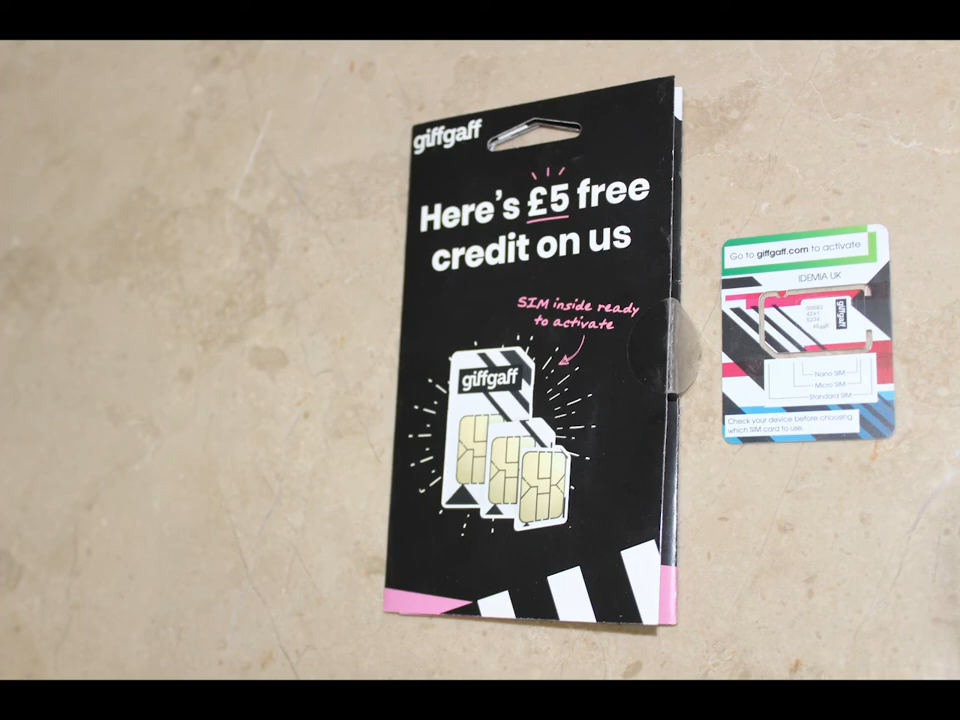 giffgaff
Here's £5 free
credit on us
SIM inside ready
to activate
giffgaff
Go to giffgaff.com to activate
IDEMIA UK
giffgaff
Nano SIM
Micro SIM
Standard SIM
Check your device before choosing
which SIM card to use.